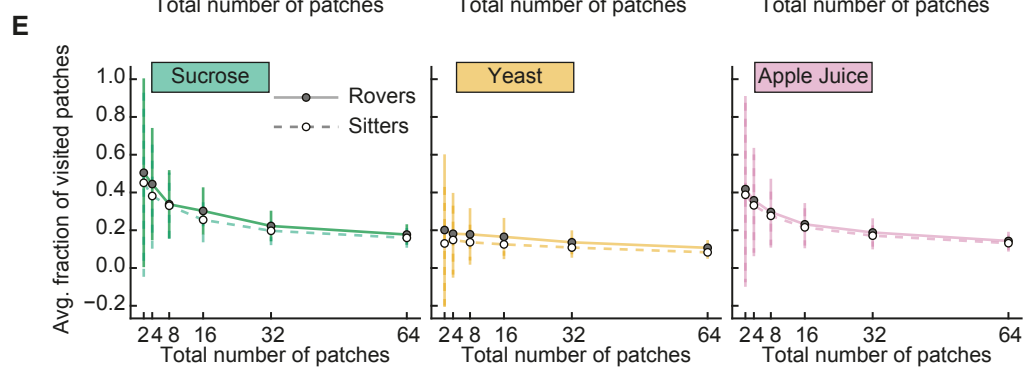 Total number of patches Total number of patches Total number of patches
E
Avg. fraction of visited patches
Sucrose Yeast Apple Juice
Rovers
Sitters
1.0
0.8
0.6
0.4
0.2
0.0
−0.2
2 4 8 16 32 64 2 4 8 16 32 64 2 4 8 16 32 64
Total number of patches Total number of patches Total number of patches